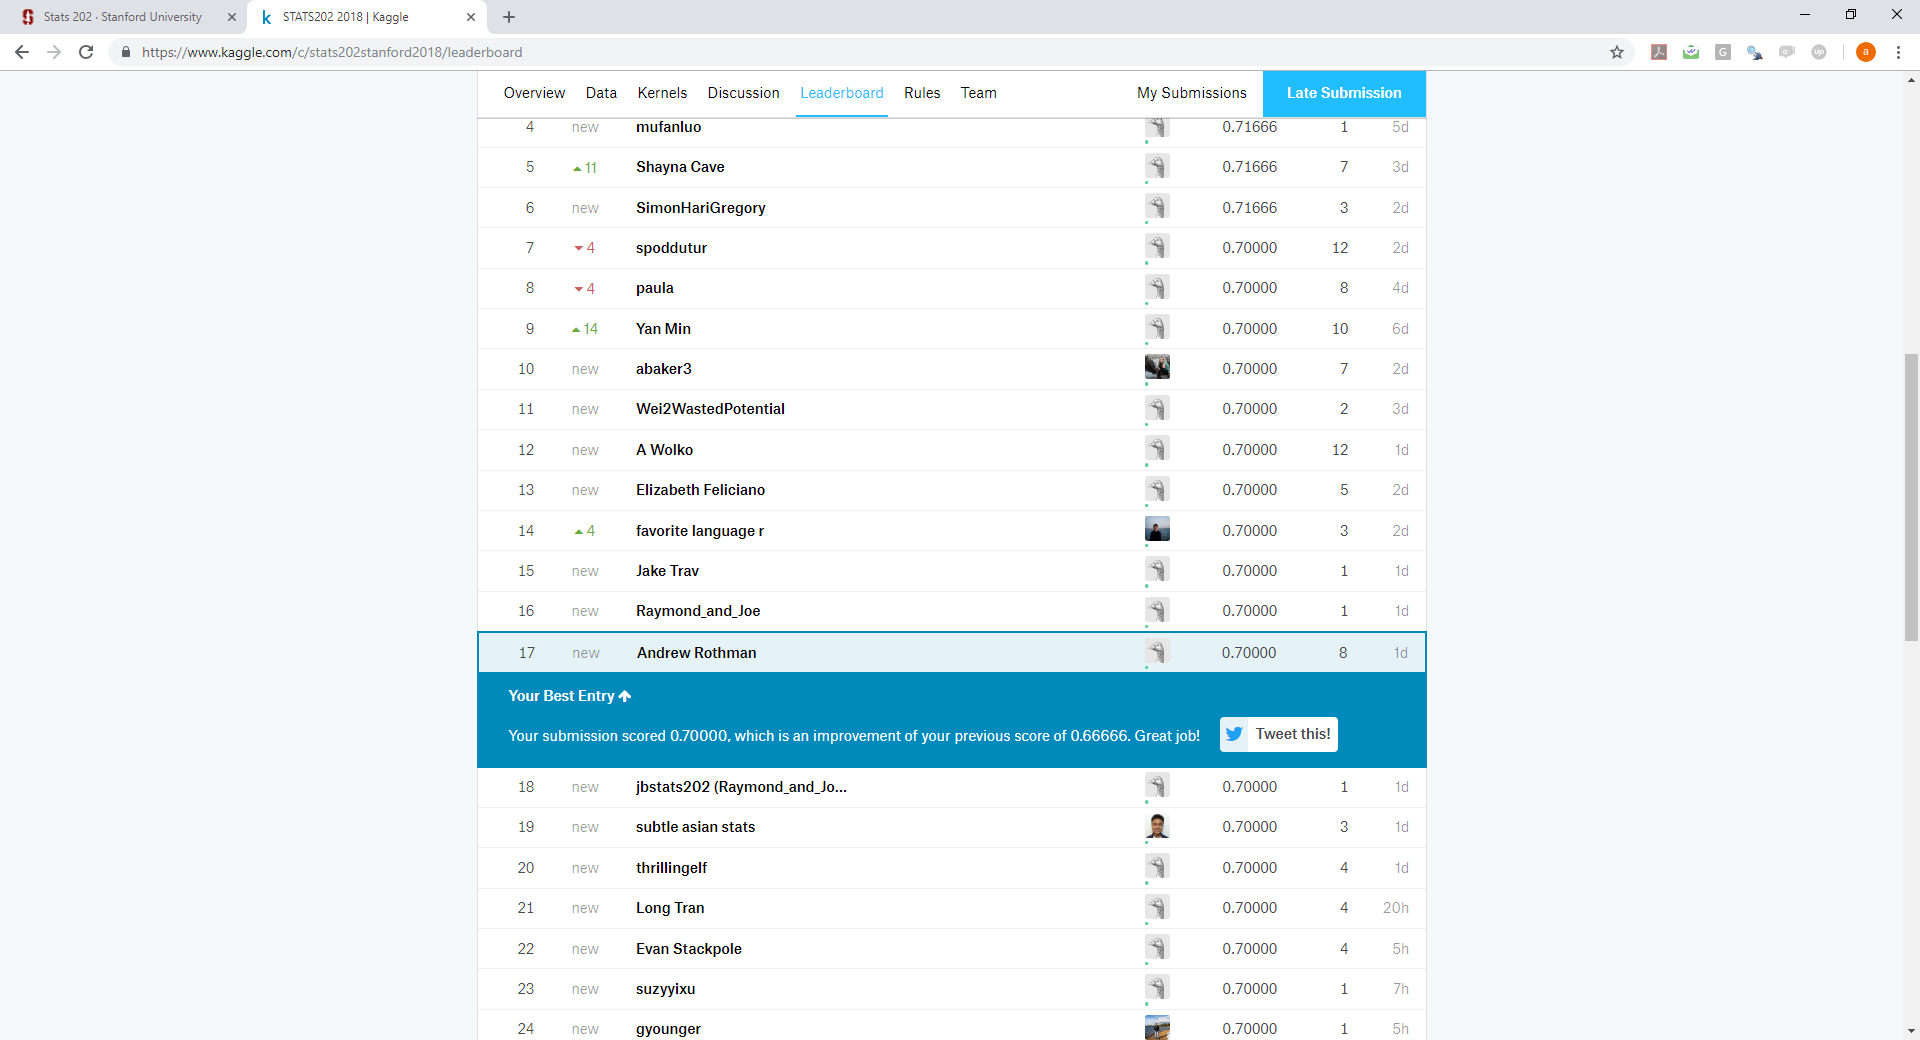 Stats 202 · Stanford University
STATS202 2018 | Kaggle
https://www.kaggle.com/c/stats202stanford2018/leaderboard
a
Overview Data Kernels Discussion Leaderboard Rules Team My Submissions Late Submission
4 new mufanluo 0.71666 1 5d
5 11 Shayna Cave 0.71666 7 3d
6 new SimonHariGregory 0.71666 3 2d
7 4 spoddutur 0.70000 12 2d
8 4 paula 0.70000 8 4d
9 14 Yan Min 0.70000 10 6d
10 new abaker3 0.70000 7 2d
11 new Wei2WastedPotential 0.70000 2 3d
12 new A Wolko 0.70000 12 1d
13 new Elizabeth Feliciano 0.70000 5 2d
14 4 favorite language r 0.70000 3 2d
15 new Jake Trav 0.70000 1 1d
16 new Raymond_and_Joe 0.70000 1 1d
17 new Andrew Rothman 0.70000 8 1d
Your Best Entry
Your submission scored 0.70000, which is an improvement of your previous score of 0.66666. Great job! Tweet this!
18 new jbstats202 (Raymond_and_Jo... 0.70000 1 1d
19 new subtle asian stats 0.70000 3 1d
20 new thrillingelf 0.70000 4 1d
21 new Long Tran 0.70000 4 20h
22 new Evan Stackpole 0.70000 4 5h
23 new suzyyixu 0.70000 1 7h
24 new gyounger 0.70000 1 5h